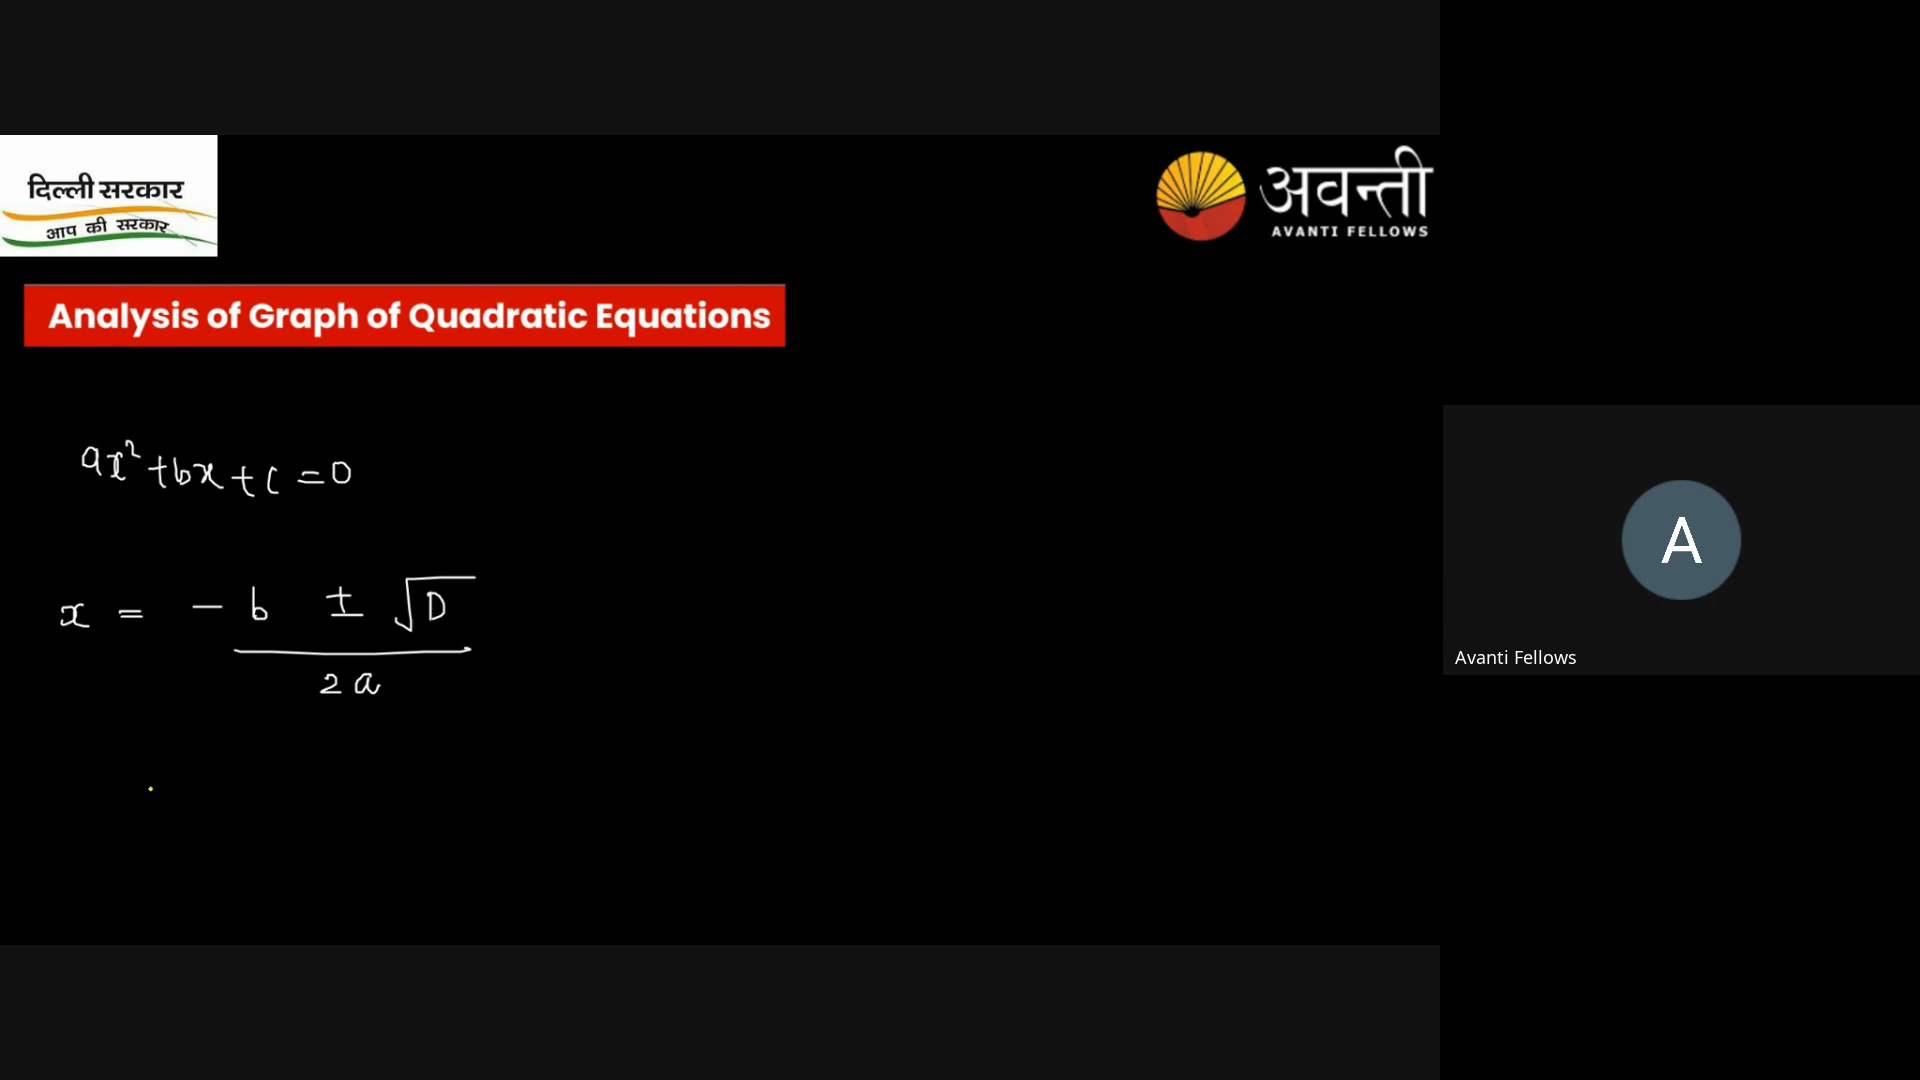 दिल्ली सरकार
आप की सरकार
अवन्ती
AVANTI FELLOWS
Analysis of Graph of Quadratic Equations
ax² + bx + c = 0
x = - b ± √D
2a
A
Avanti Fellows